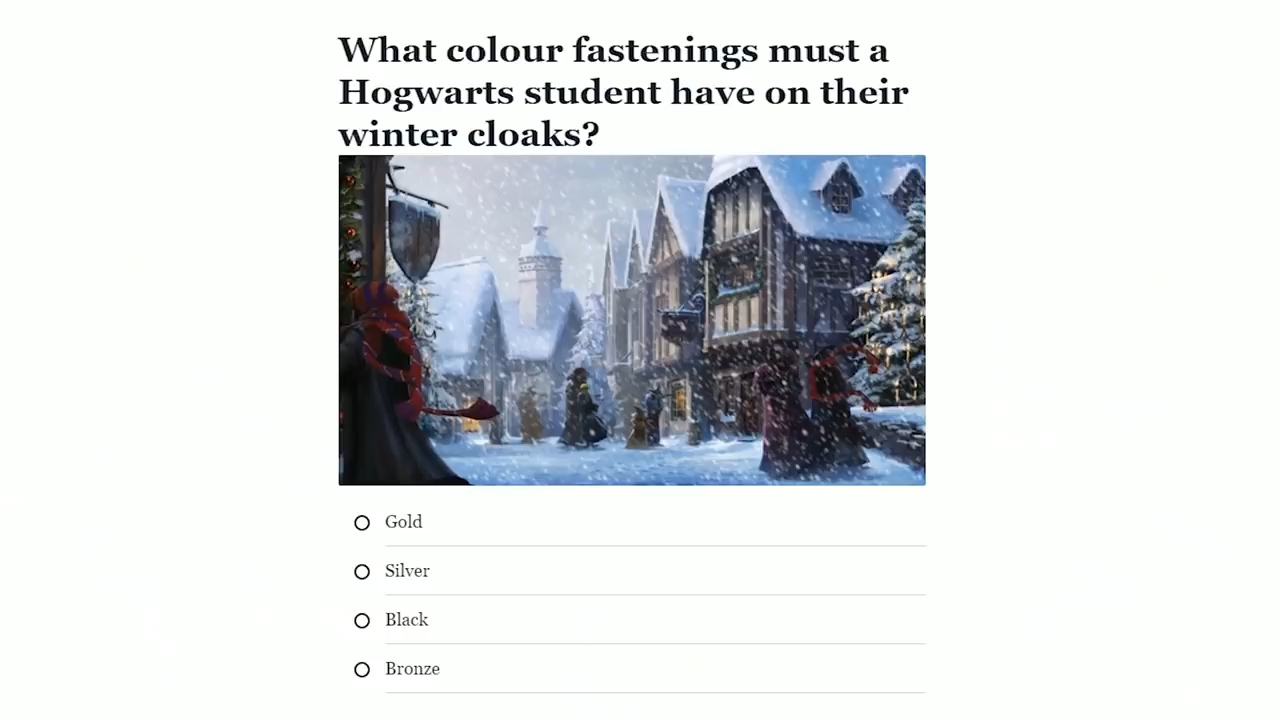 What colour fastenings must a
Hogwarts student have on their
winter cloaks?
Gold
Silver
Black
Bronze